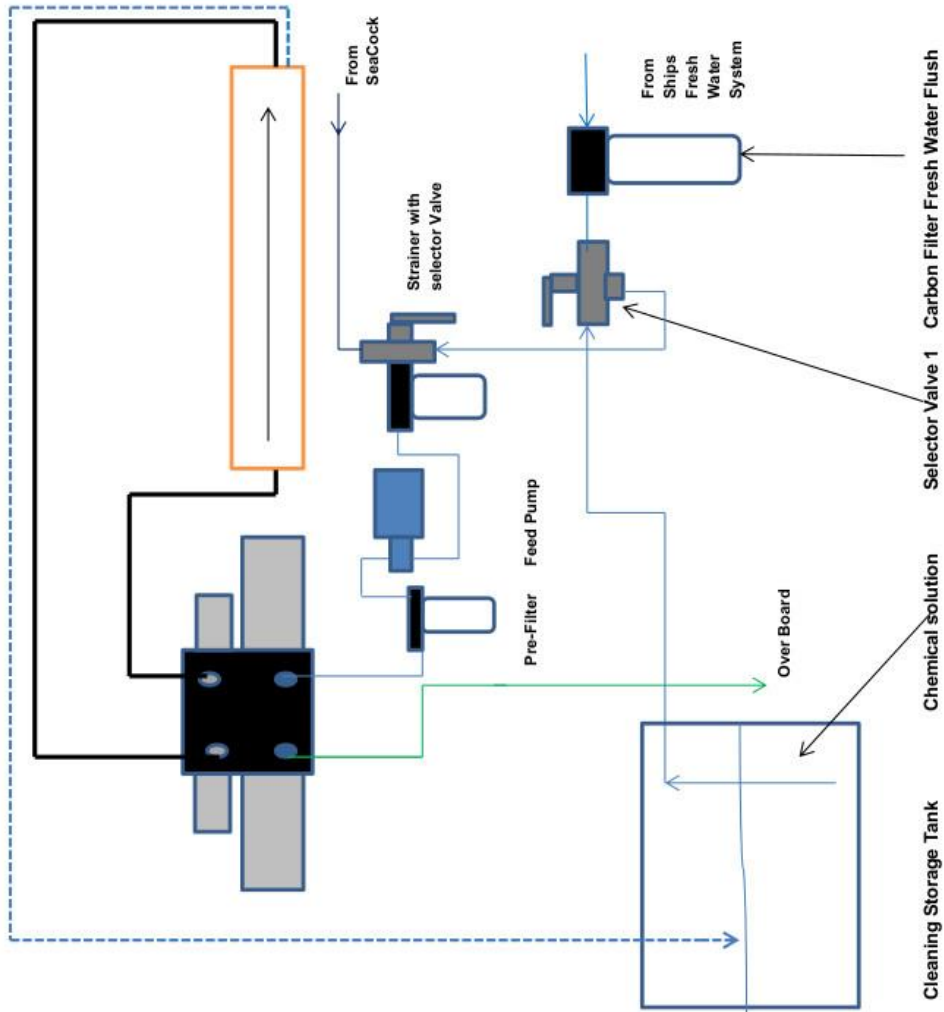 From
SeaCock
Strainer with
selector Valve
From
Ships
Fresh
Water
System
Pre-Filter
Feed Pump
Over Board
Cleaning Storage Tank
Chemical solution
Selector Valve 1
Carbon Filter Fresh Water Flush